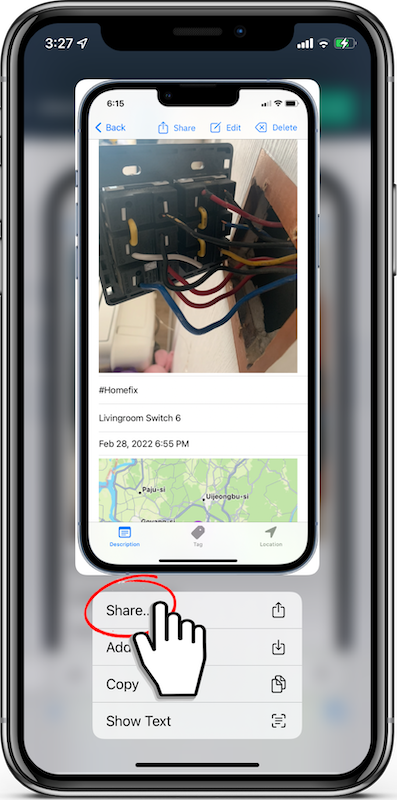 3:27
6:15
Back Share Edit Delete
#Homefix
Livingroom Switch 6
Feb 28, 2022 6:55 PM
Paju-si
Uijeongbu-si
Goyang-si
Description Tag Location
Share...
Add
Copy
Show Text